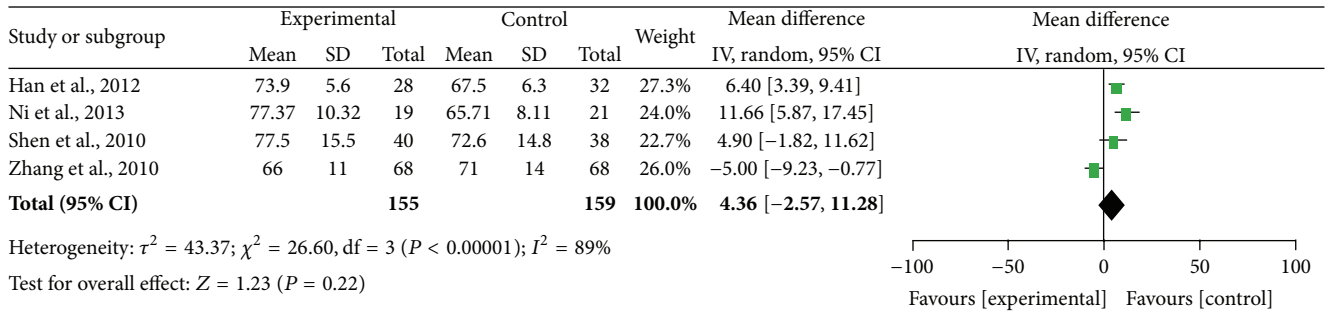 Study or subgroup Experimental Control Weight Mean difference Mean difference
Mean SD Total Mean SD Total IV, random, 95% CI IV, random, 95% CI
Han et al., 2012 73.9 5.6 28 67.5 6.3 32 27.3% 6.40 [3.39, 9.41]
Ni et al., 2013 77.37 10.32 19 65.71 8.11 21 24.0% 11.66 [5.87, 17.45]
Shen et al., 2010 77.5 15.5 40 72.6 14.8 38 22.7% 4.90 [−1.82, 11.62]
Zhang et al., 2010 66 11 68 71 14 68 26.0% −5.00 [−9.23, −0.77]
Total (95% CI) 155 159 100.0% 4.36 [−2.57, 11.28]
Heterogeneity: τ² = 43.37; χ² = 26.60, df = 3 (P < 0.00001); I² = 89%
Test for overall effect: Z = 1.23 (P = 0.22)
−100 −50 0 50 100
Favours [experimental] Favours [control]